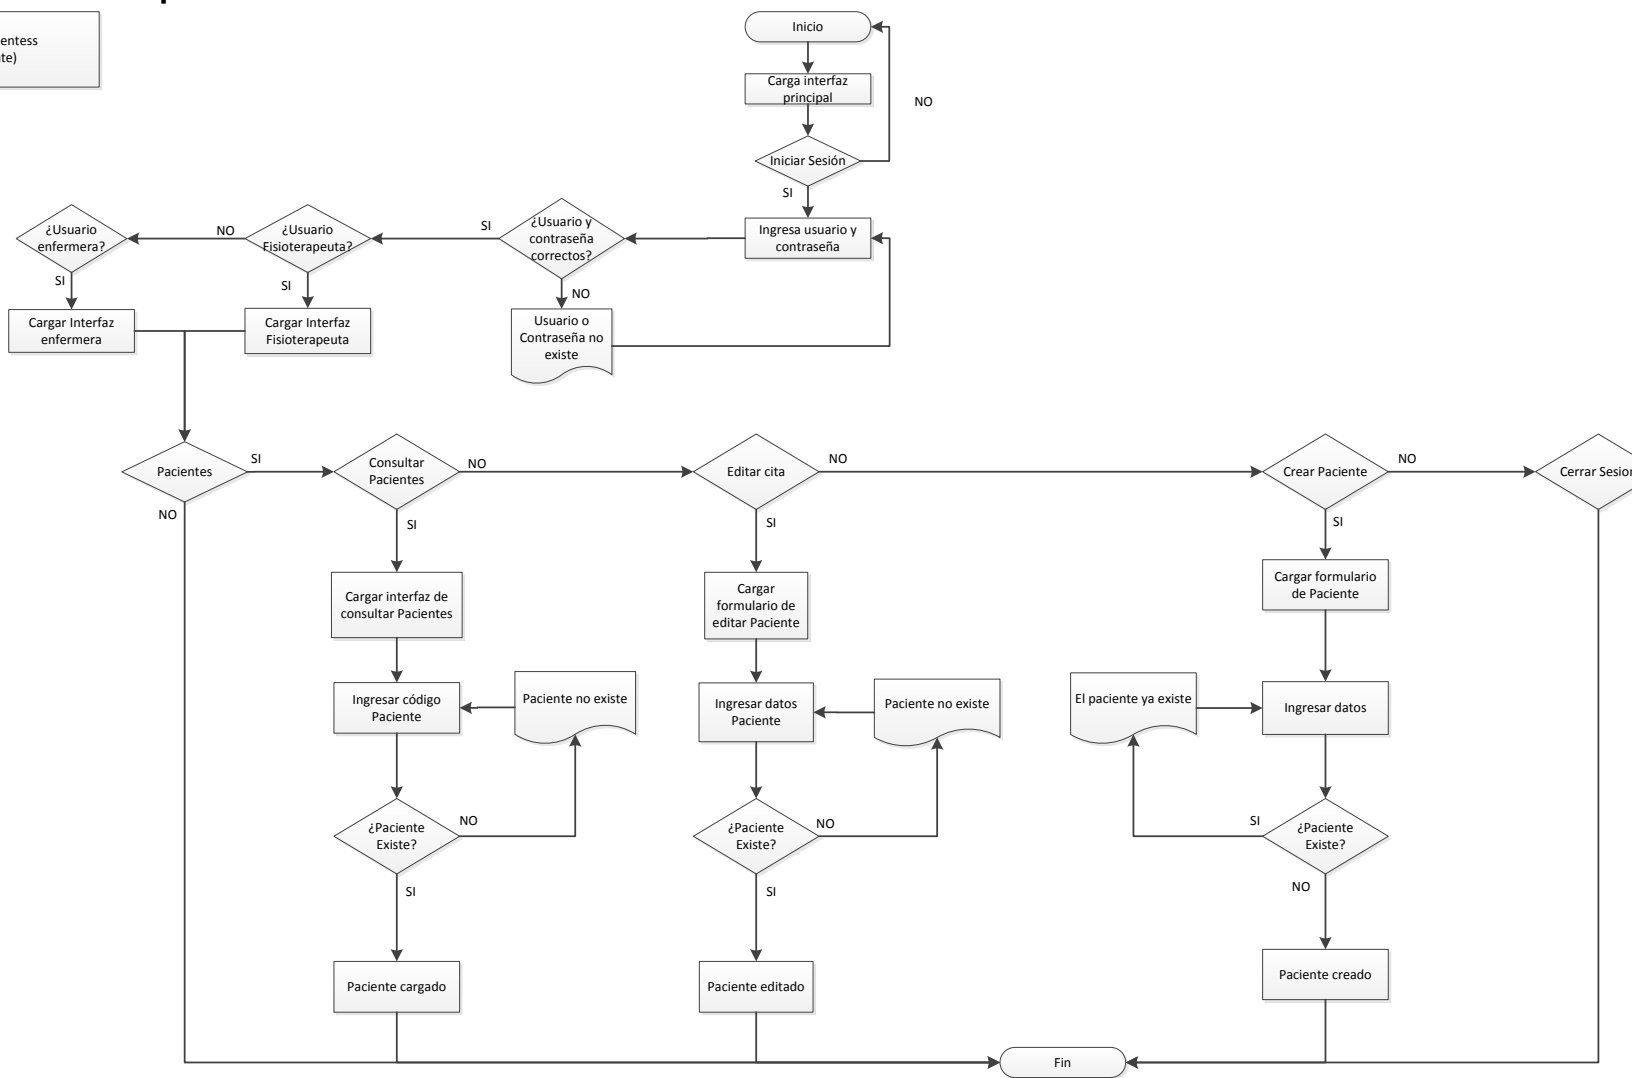 entess
te)
Inicio
Carga interfaz
principal
NO
Iniciar Sesión
SI
¿Usuario
enfermera?
NO
¿Usuario
Fisioterapeuta?
SI
¿Usuario y
contraseña
correctos?
Ingresa usuario y
contraseña
SI
SI
NO
Cargar Interfaz
enfermera
Cargar Interfaz
Fisioterapeuta
Usuario o
Contraseña no
existe
Pacientes
SI
Consultar
Pacientes
NO
Editar cita
NO
Crear Paciente
NO
Cerrar Sesion
NO
SI
SI
SI
Cargar interfaz de
consultar Pacientes
Cargar
formulario de
editar Paciente
Cargar formulario
de Paciente
Ingresar código
Paciente
Paciente no existe
Ingresar datos
Paciente
Paciente no existe
El paciente ya existe
Ingresar datos
¿Paciente
Existe?
NO
¿Paciente
Existe?
NO
SI
¿Paciente
Existe?
SI
SI
NO
Paciente cargado
Paciente editado
Paciente creado
Fin